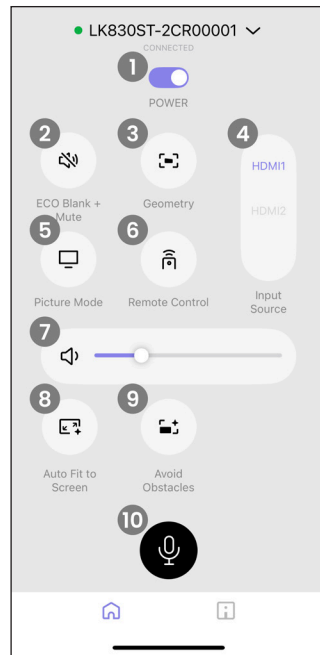 LK830ST-2CR00001
CONNECTED
1
POWER
2
3
4
HDMI1
HDMI2
ECO Blank +
Mute
Geometry
5
6
Picture Mode
Remote Control
Input
Source
7
8
9
Auto Fit to
Screen
Avoid
Obstacles
10